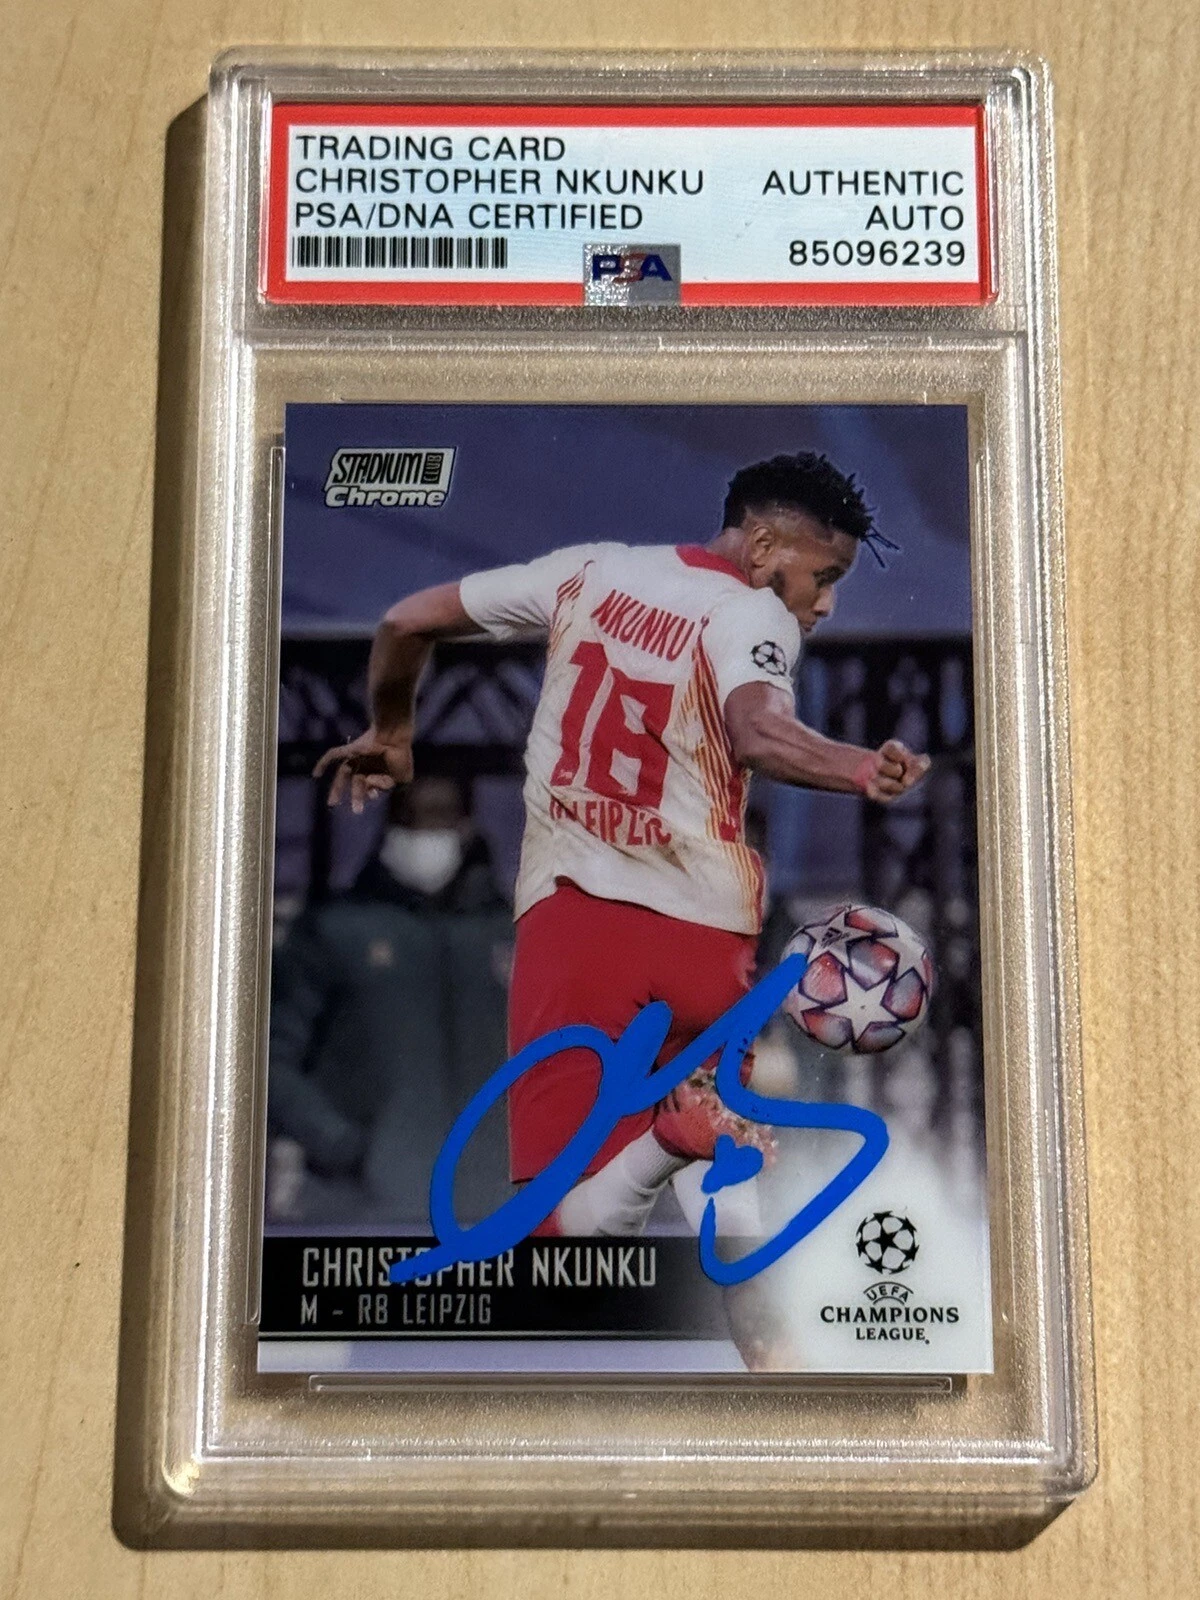 TRADING CARD
CHRISTOPHER NKUNKU
AUTHENTIC
PSA/DNA CERTIFIED
AUTO
PSA
85096239
STADIUM CLUB
Chrome
NKUNKU
18
LEIPZIG
CHRISTOPHER NKUNKU
M - RB LEIPZIG
UEFA
CHAMPIONS
LEAGUE